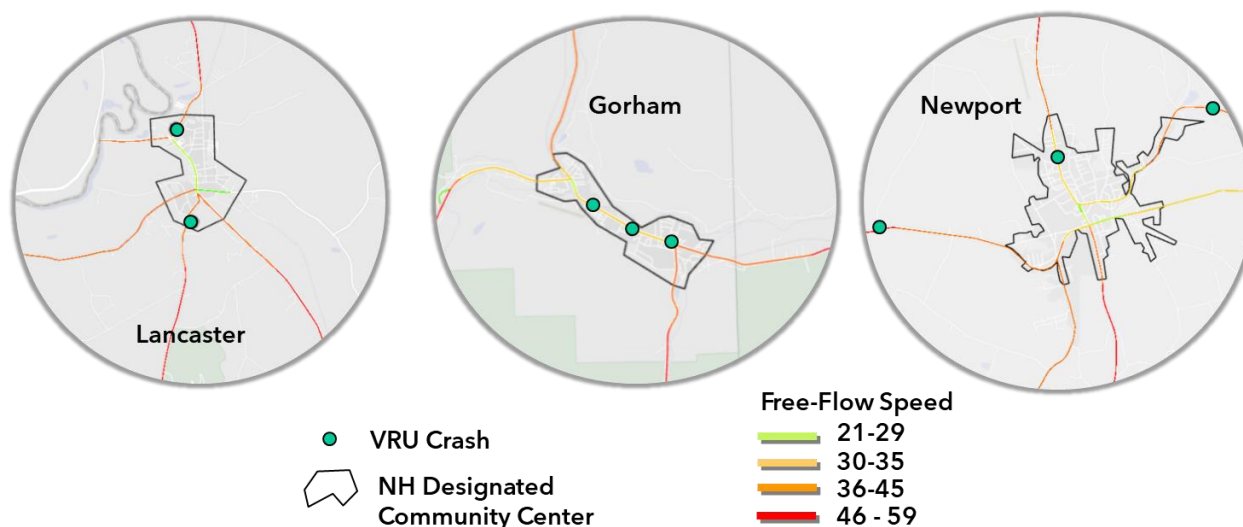 Lancaster
Gorham
Newport
VRU Crash
NH Designated
Community Center
Free-Flow Speed
21-29
30-35
36-45
46 - 59